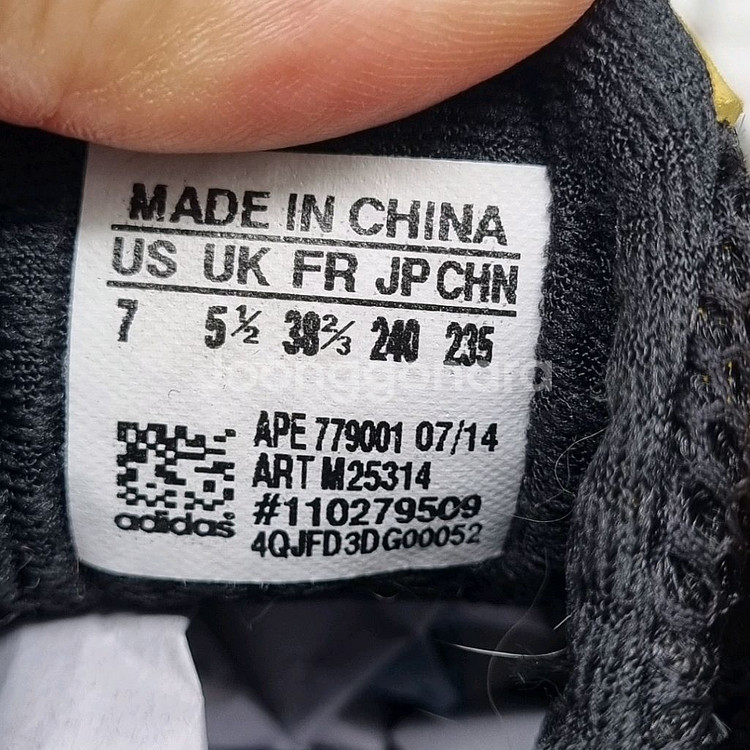 MADE IN CHINA
US UK FR JP CHN
7 5½ 38⅔ 240 235
APE 779001 07/14
ART M25314
#110279509
4QJFD3DG00052
adidas